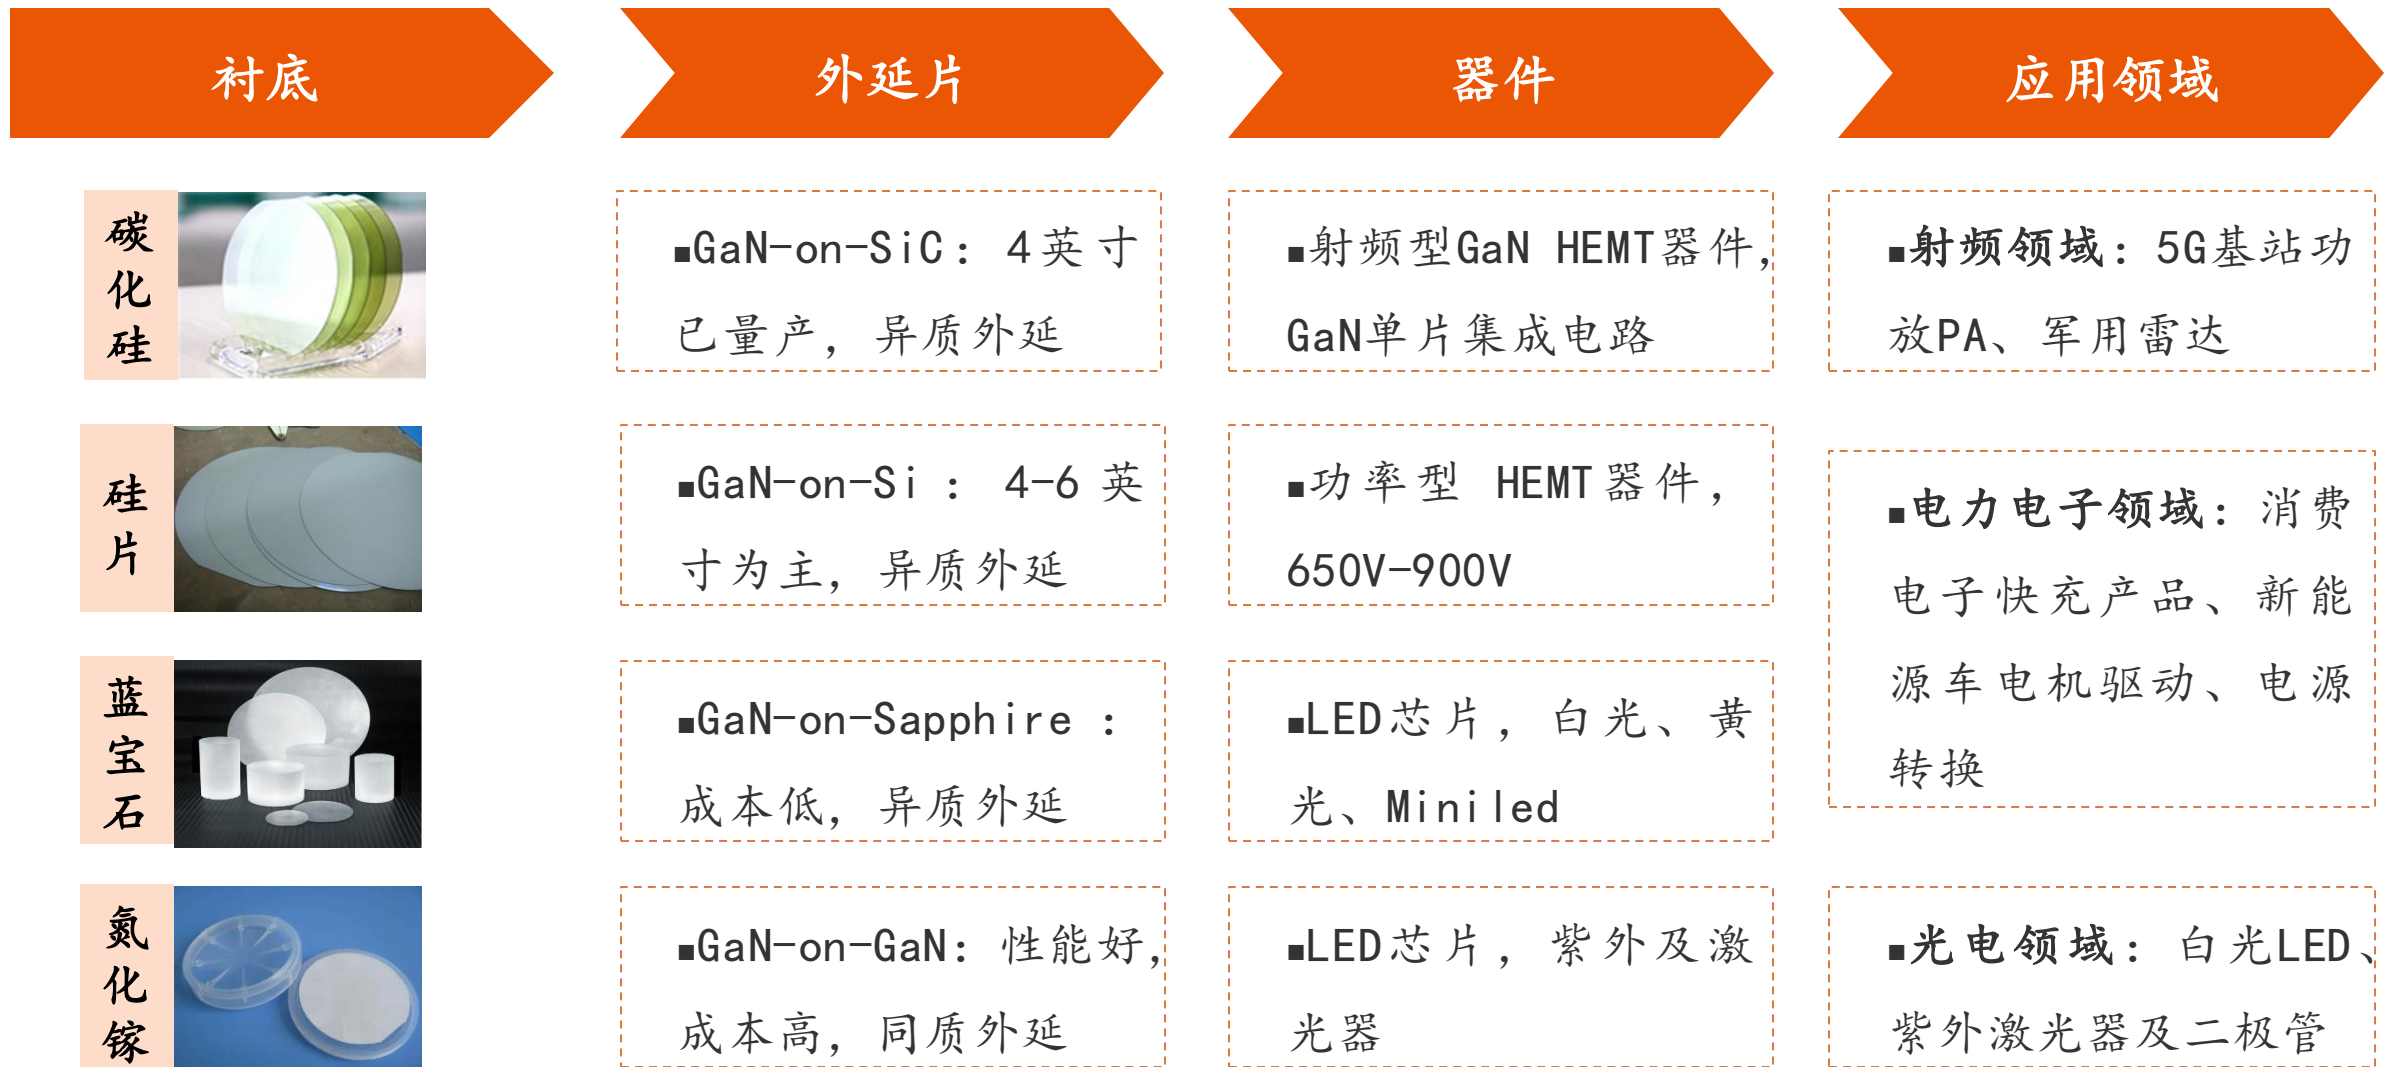 衬底
外延片
器件
应用领域
碳化硅
■GaN-on-SiC：4英寸
已量产，异质外延
■射频型GaN HEMT器件，
GaN单片集成电路
■射频领域：5G基站功
放PA、军用雷达
硅片
■GaN-on-Si ：4-6 英
寸为主，异质外延
■功率型 HEMT器件，
650V-900V
■电力电子领域：消费
电子快充产品、新能
源车电机驱动、电源
转换
蓝宝石
■GaN-on-Sapphire ：
成本低，异质外延
■LED芯片，白光、黄
光、Miniled
氮化镓
■GaN-on-GaN：性能好，
成本高，同质外延
■LED芯片，紫外及激
光器
■光电领域：白光LED、
紫外激光器及二极管